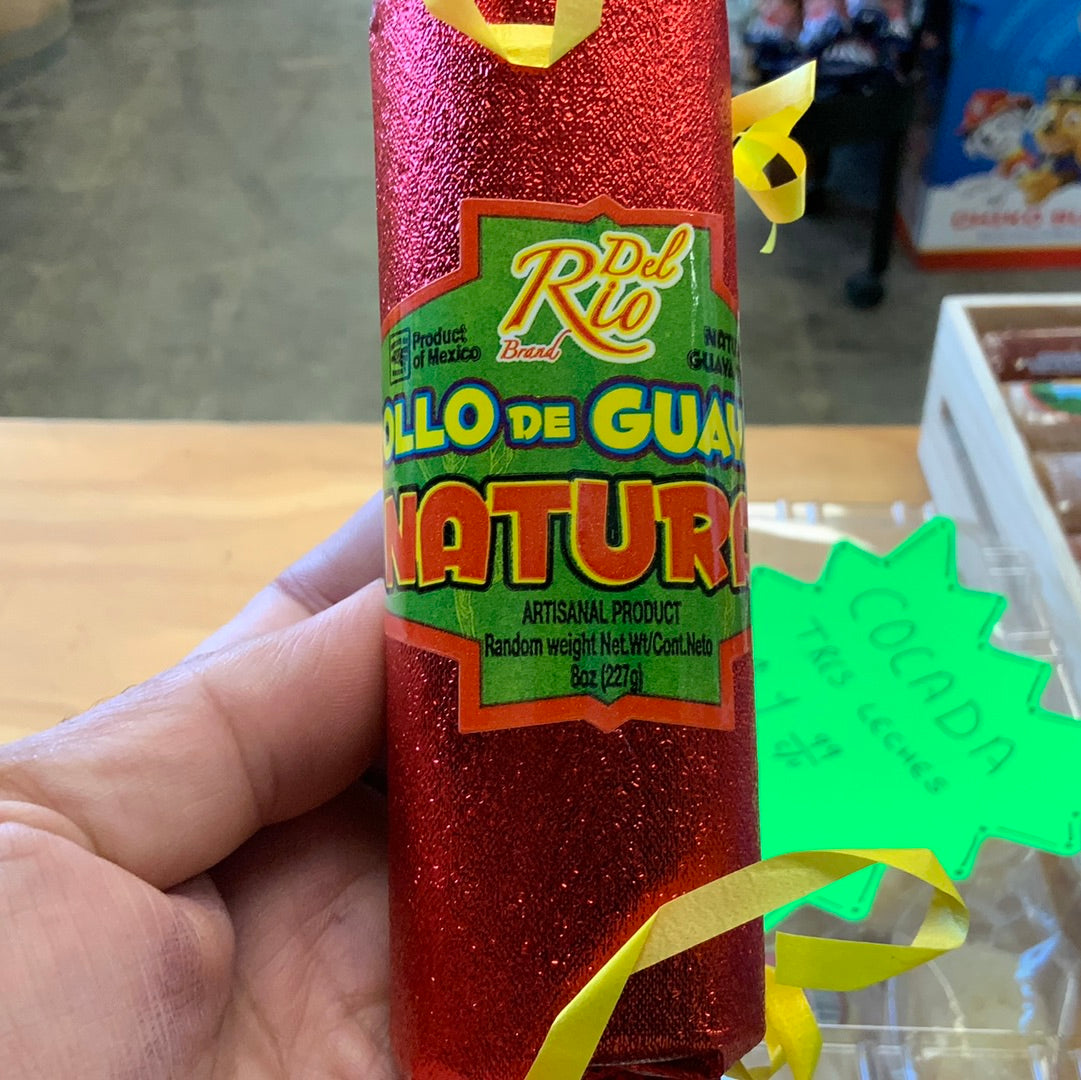 Del
Rio
Brand
Product
of Mexico
OLLO DE GUAY
NATURA
ARTISANAL PRODUCT
Random weight Net.Wt/Cont.Neto
8oz (227g)
COCADA
TRES LECHES